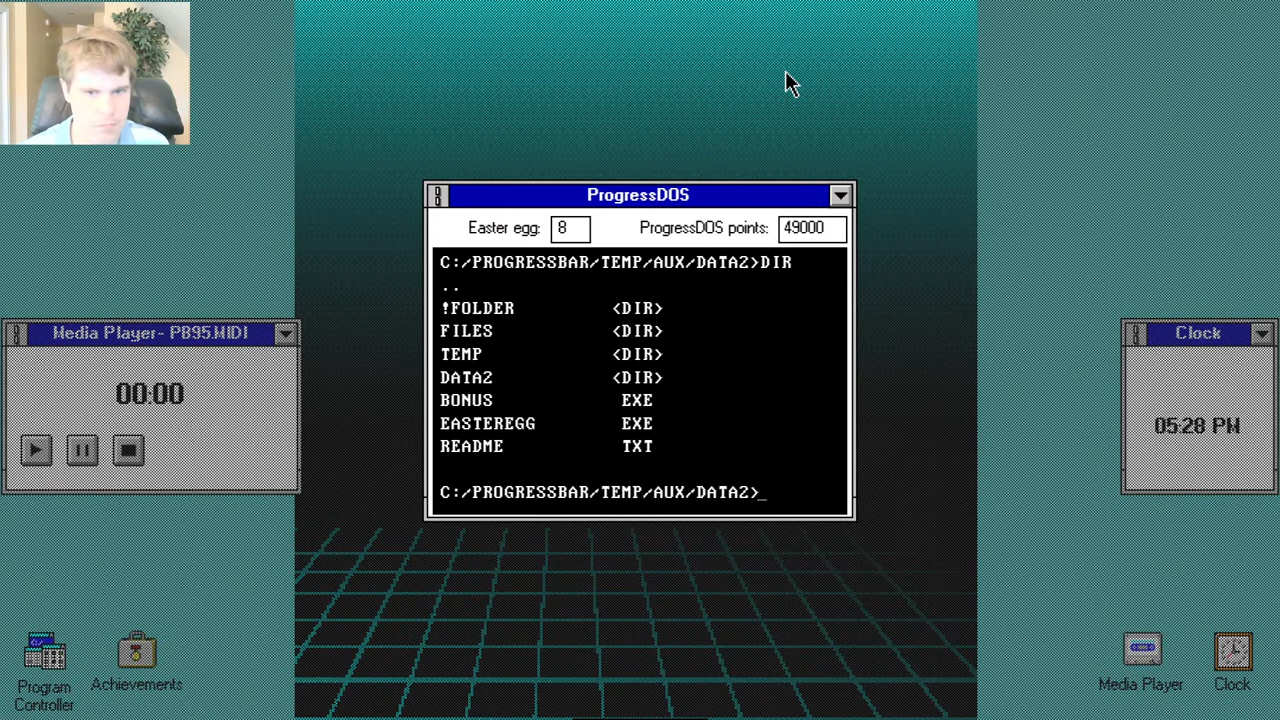 ProgressDOS
Easter egg: 8 ProgressDOS points: 49000
C:/PROGRESSBAR/TEMP/AUX/DATA2>DIR
..
!FOLDER <DIR>
FILES <DIR>
TEMP <DIR>
DATA2 <DIR>
BONUS EXE
EASTEREGG EXE
README TXT
C:/PROGRESSBAR/TEMP/AUX/DATA2>_
Media Player- PB95.MIDI
00:00
Clock
05:28 PM
Program
Controller
Achievements
Media Player
Clock